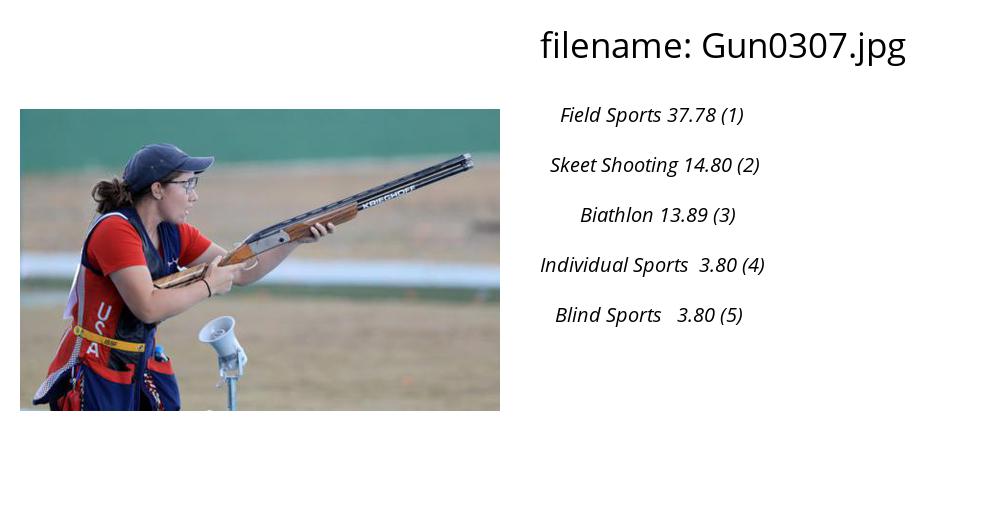 filename: Gun0307.jpg
Field Sports 37.78 (1)
Skeet Shooting 14.80 (2)
Biathlon 13.89 (3)
Individual Sports 3.80 (4)
Blind Sports 3.80 (5)
KRIEGHOFF
USA